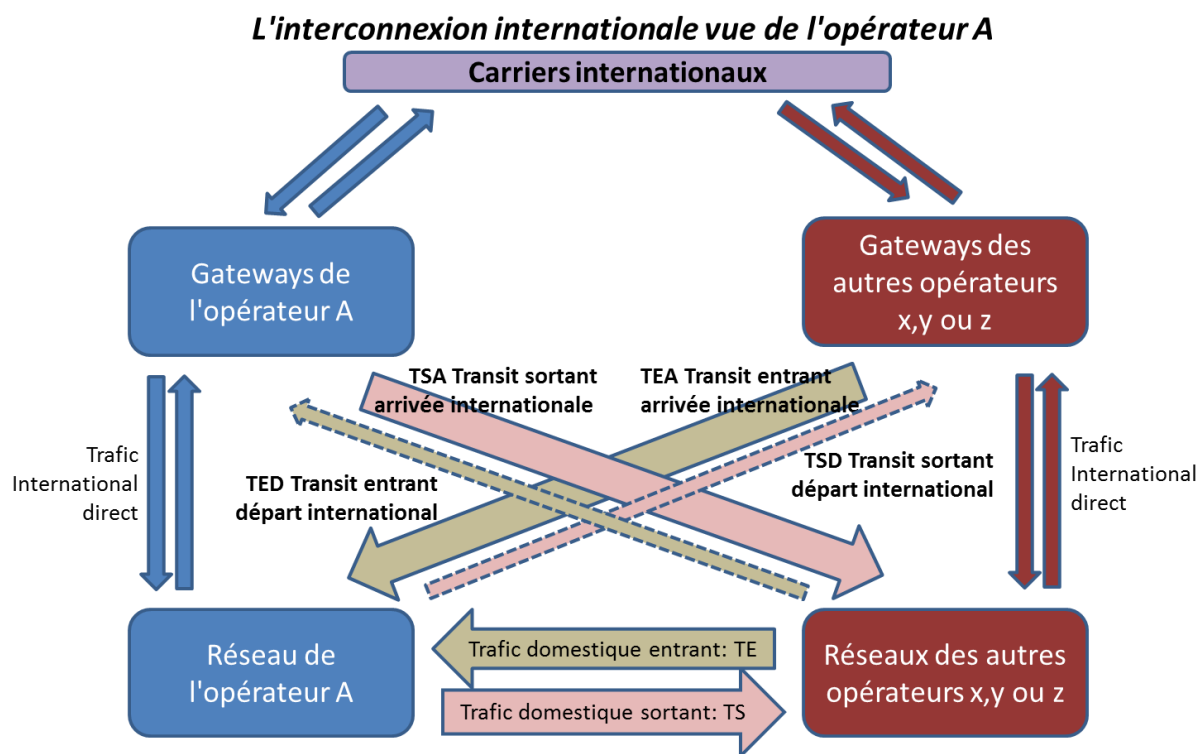 L'interconnexion internationale vue de l'opérateur A
Carriers internationaux
Gateways de
l'opérateur A
Gateways des
autres opérateurs
x,y ou z
TSA Transit sortant
arrivée internationale
TEA Transit entrant
arrivée internationale
Trafic
International
direct
TED Transit entrant
départ international
TSD Transit sortant
départ international
Trafic
International
direct
Réseau de
l'opérateur A
Trafic domestique entrant: TE
Trafic domestique sortant: TS
Réseaux des autres
opérateurs x,y ou z